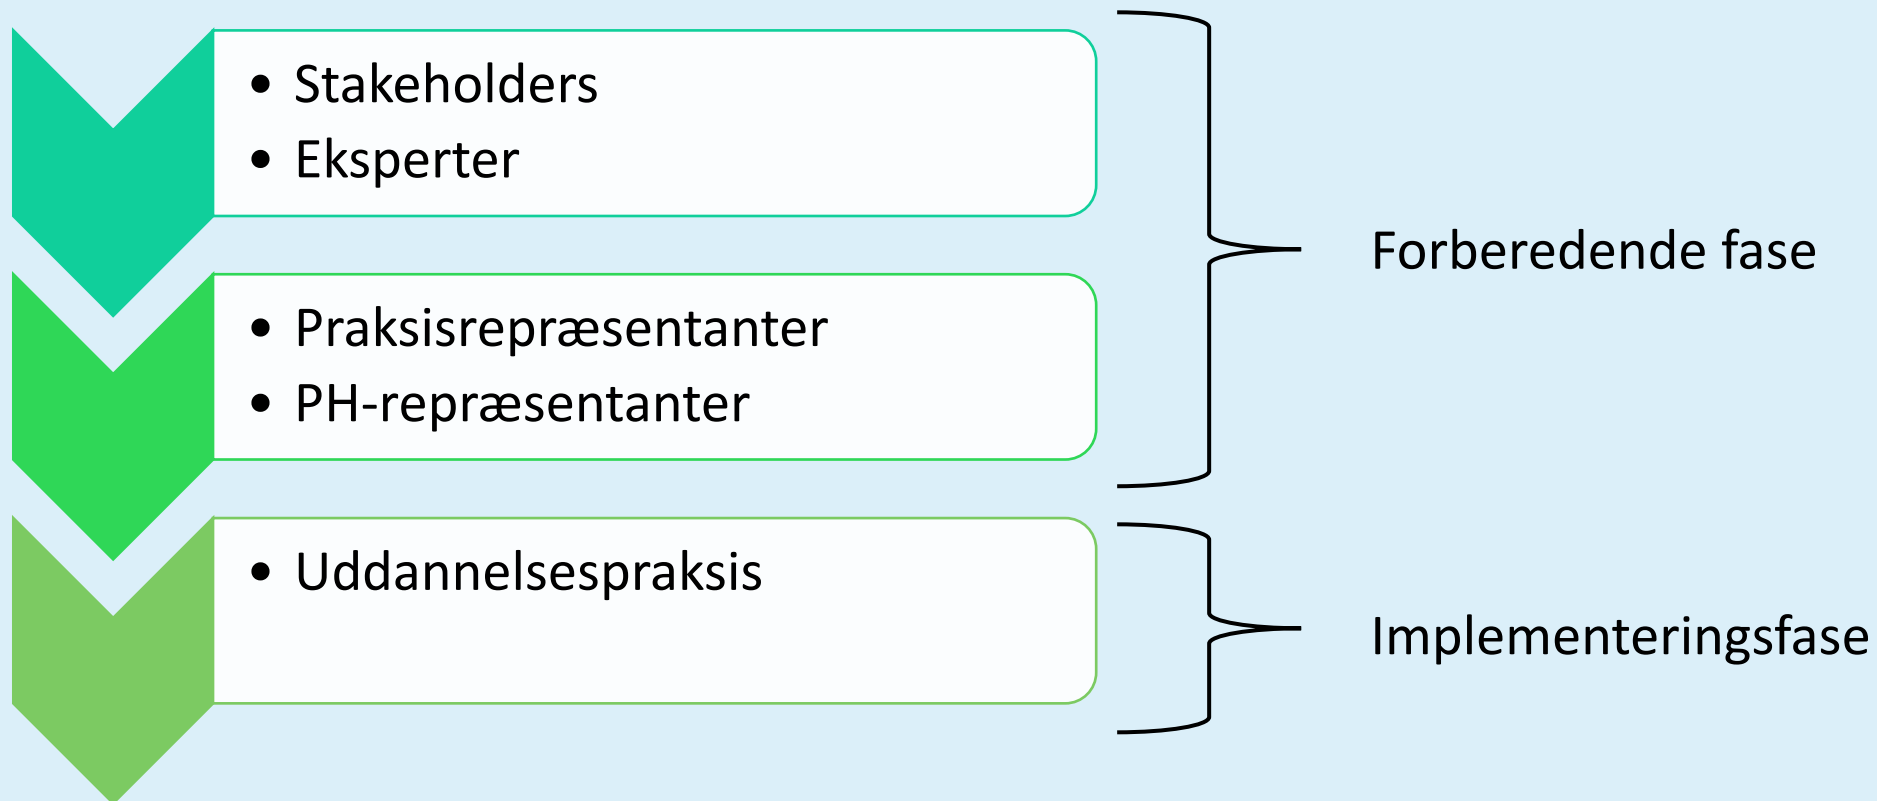 • Stakeholders
• Eksperter
• Praksisrepræsentanter
• PH-repræsentanter
• Uddannelsespraksis
Forberedende fase
Implementeringsfase